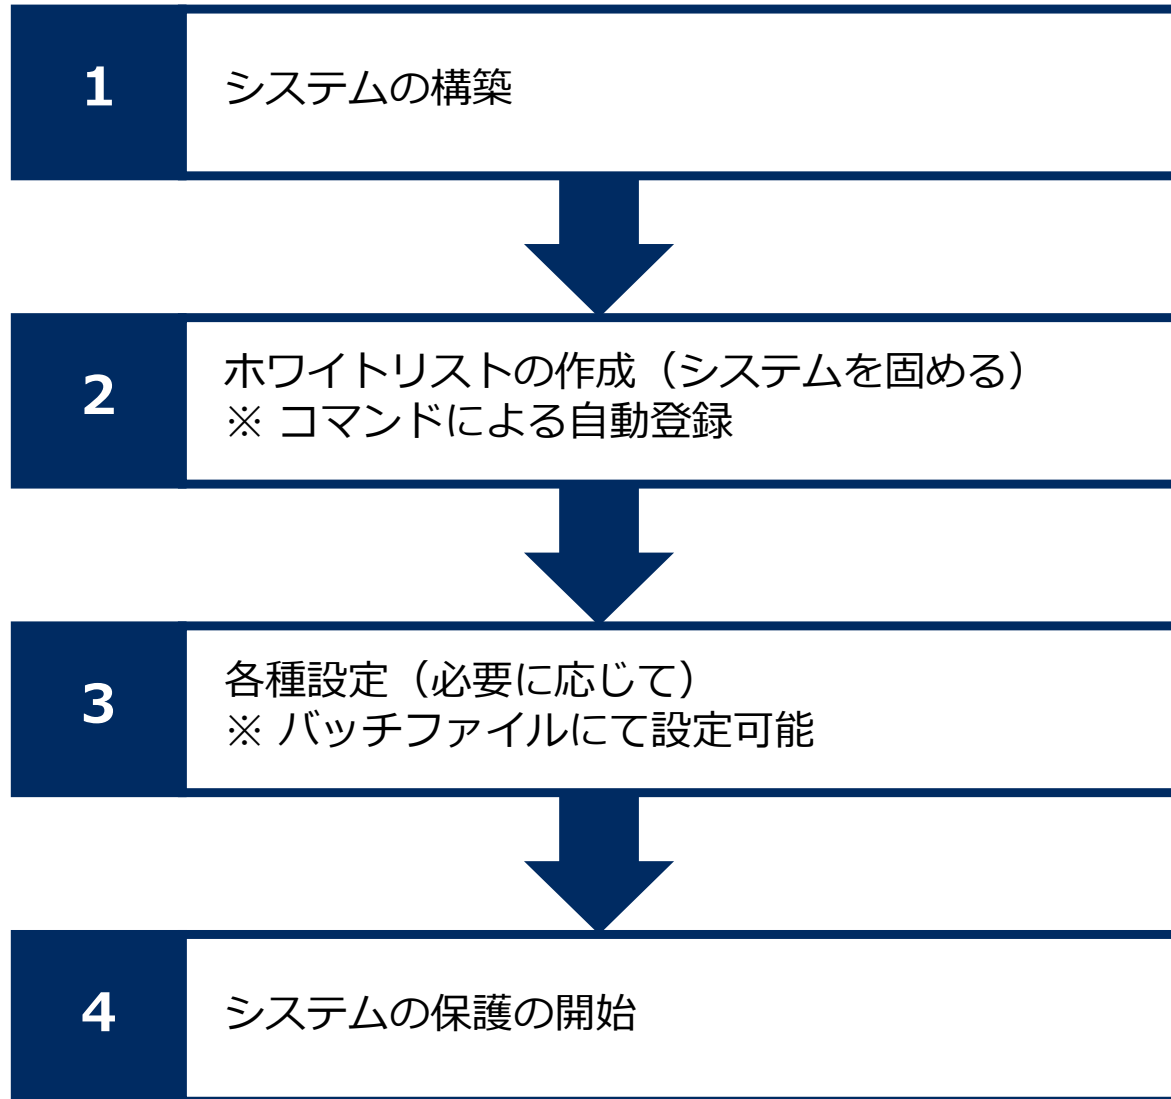 1
システムの構築
2
ホワイトリストの作成（システムを固める）
※ コマンドによる自動登録
3
各種設定（必要に応じて）
※ バッチファイルにて設定可能
4
システムの保護の開始